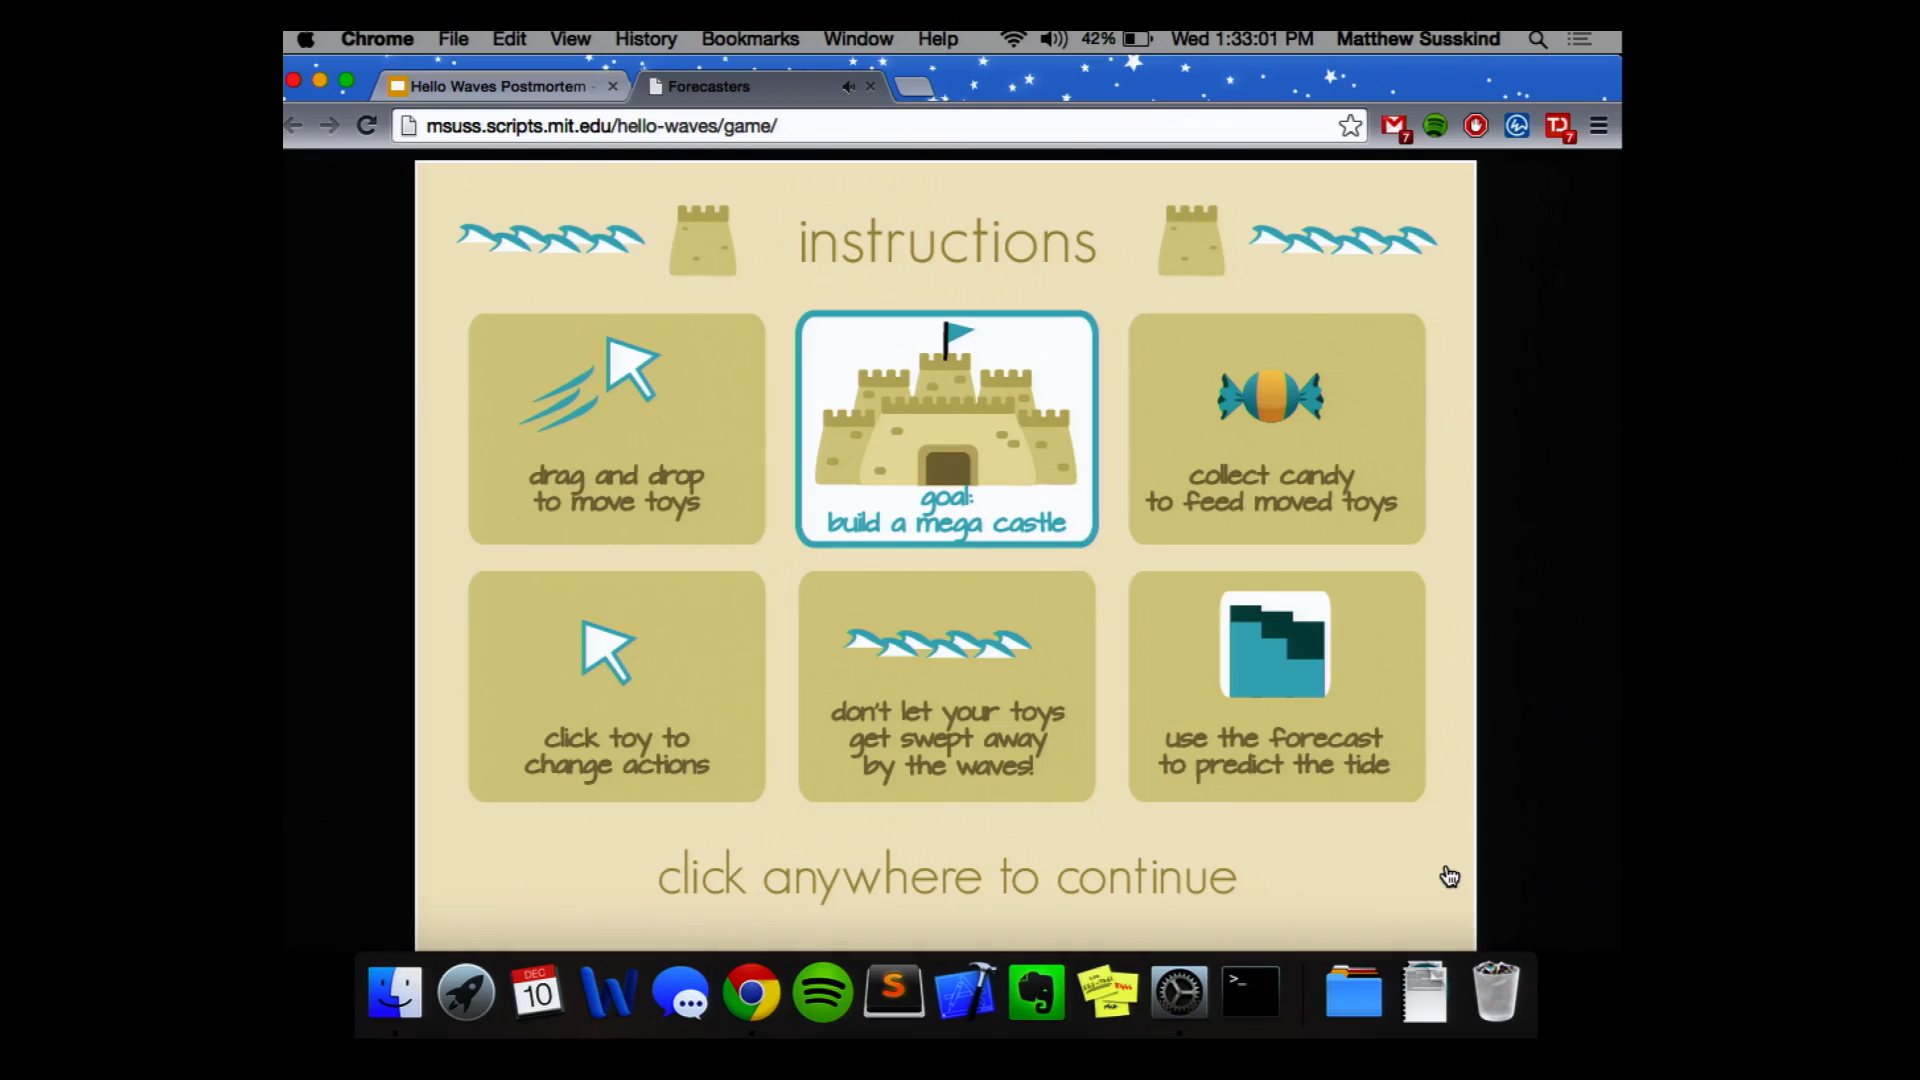 Chrome File Edit View History Bookmarks Window Help 42% Wed 1:33:01 PM Matthew Susskind
Hello Waves Postmortem - Forecasters
msuss.scripts.mit.edu/hello-waves/game/
7
7
instructions
drag and drop
to move toys
goal:
build a mega castle
collect candy
to feed moved toys
click toy to
change actions
don't let your toys
get swept away
by the waves!
use the forecast
to predict the tide
click anywhere to continue
DEC
10